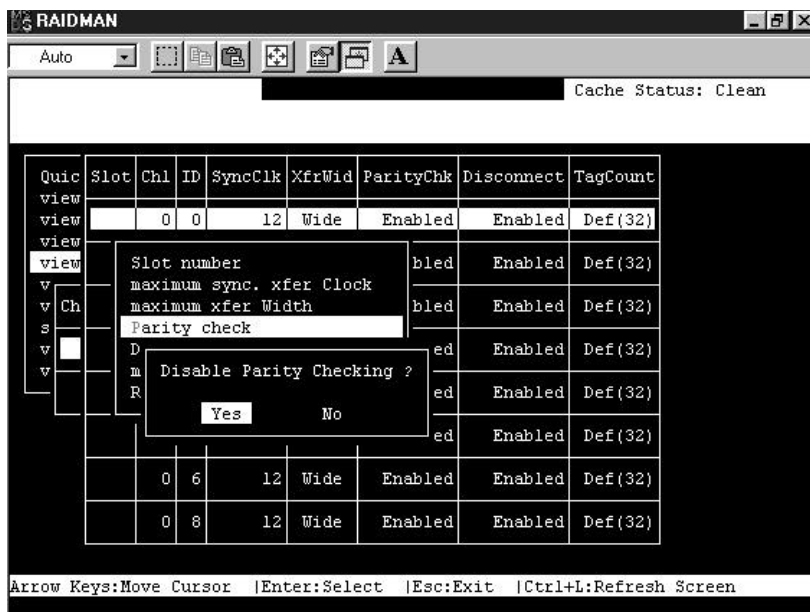 RAIDMAN
Auto
A
Cache Status: Clean
Quic Slot Chl ID SyncClk XfrWid ParityChk Disconnect TagCount
view
view 0 0 12 Wide Enabled Enabled Def(32)
view
view Slot number bled Enabled Def(32)
v maximum sync. xfer Clock
v Ch maximum xfer Width bled Enabled Def(32)
s Parity check
v D ed Enabled Def(32)
v m Disable Parity Checking ?
R ed Enabled Def(32)
Yes No
ed Enabled Def(32)
0 6 12 Wide Enabled Enabled Def(32)
0 8 12 Wide Enabled Enabled Def(32)
Arrow Keys:Move Cursor |Enter:Select |Esc:Exit |Ctrl+L:Refresh Screen